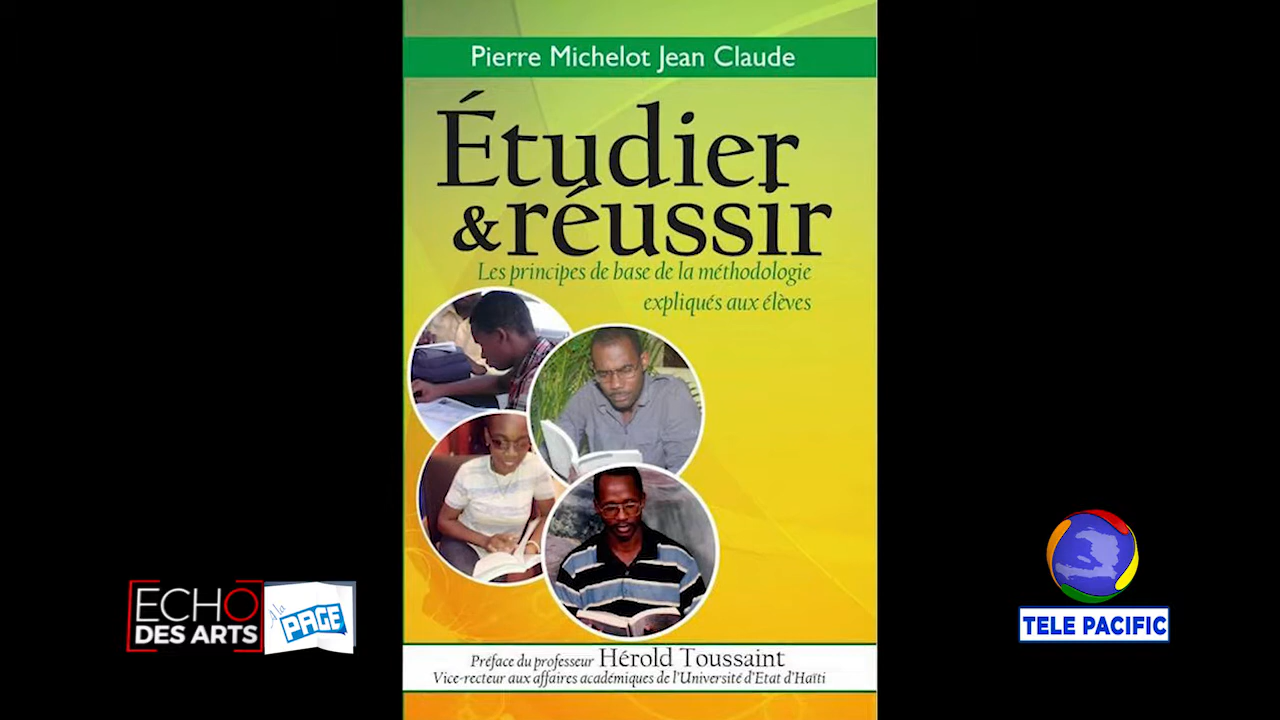 Pierre Michelot Jean Claude
Étudier
& réussir
Les principes de base de la méthodologie
expliqués aux élèves
Préface du professeur Hérold Toussaint
Vice-recteur aux affaires académiques de l'Université d'Etat d'Haïti
ECHO
DES ARTS
A la
PAGE
TELE PACIFIC